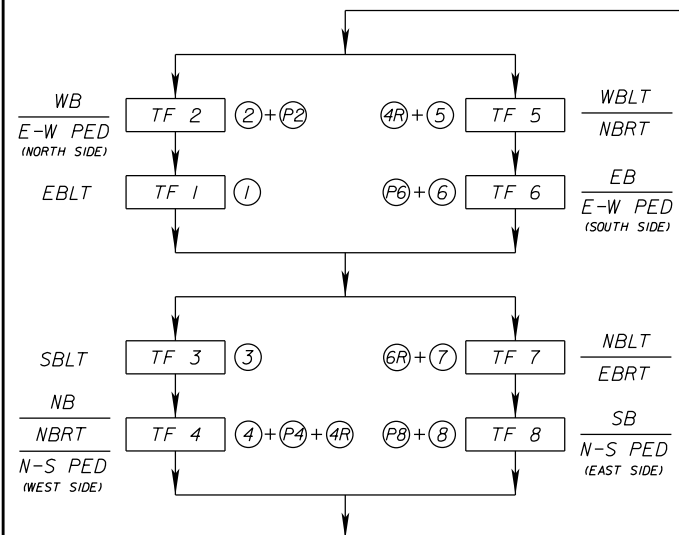 WB
E-W PED
(NORTH SIDE)
TF 2
2+P2
4R+5
TF 5
WBLT
NBRT
EBLT
TF 1
1
P6+6
TF 6
EB
E-W PED
(SOUTH SIDE)
SBLT
TF 3
3
6R+7
TF 7
NBLT
EBRT
NB
NBRT
N-S PED
(WEST SIDE)
TF 4
4+P4+4R
P8+8
TF 8
SB
N-S PED
(EAST SIDE)